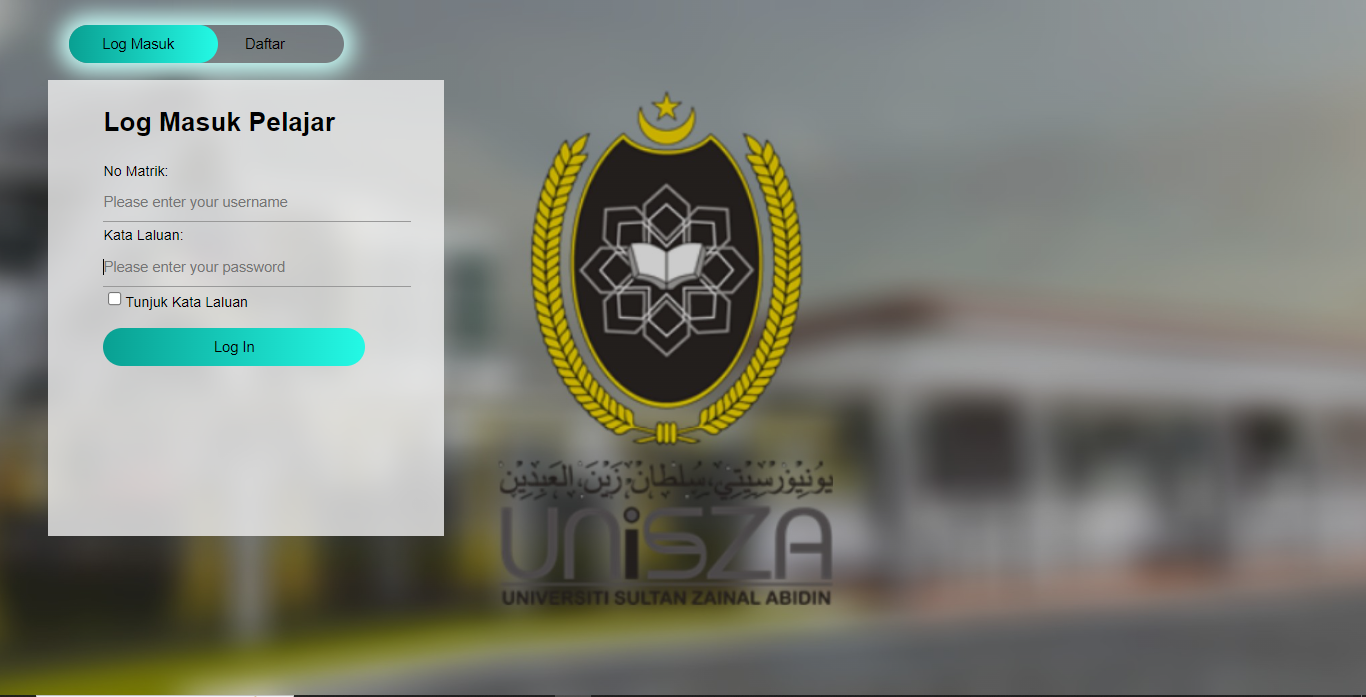 Log Masuk
Daftar
Log Masuk Pelajar
No Matrik:
Please enter your username
Kata Laluan:
Please enter your password
Tunjuk Kata Laluan
Log In
يونيۏرسيتي سلطان زين العابدين
UNiSZA
UNIVERSITI SULTAN ZAINAL ABIDIN